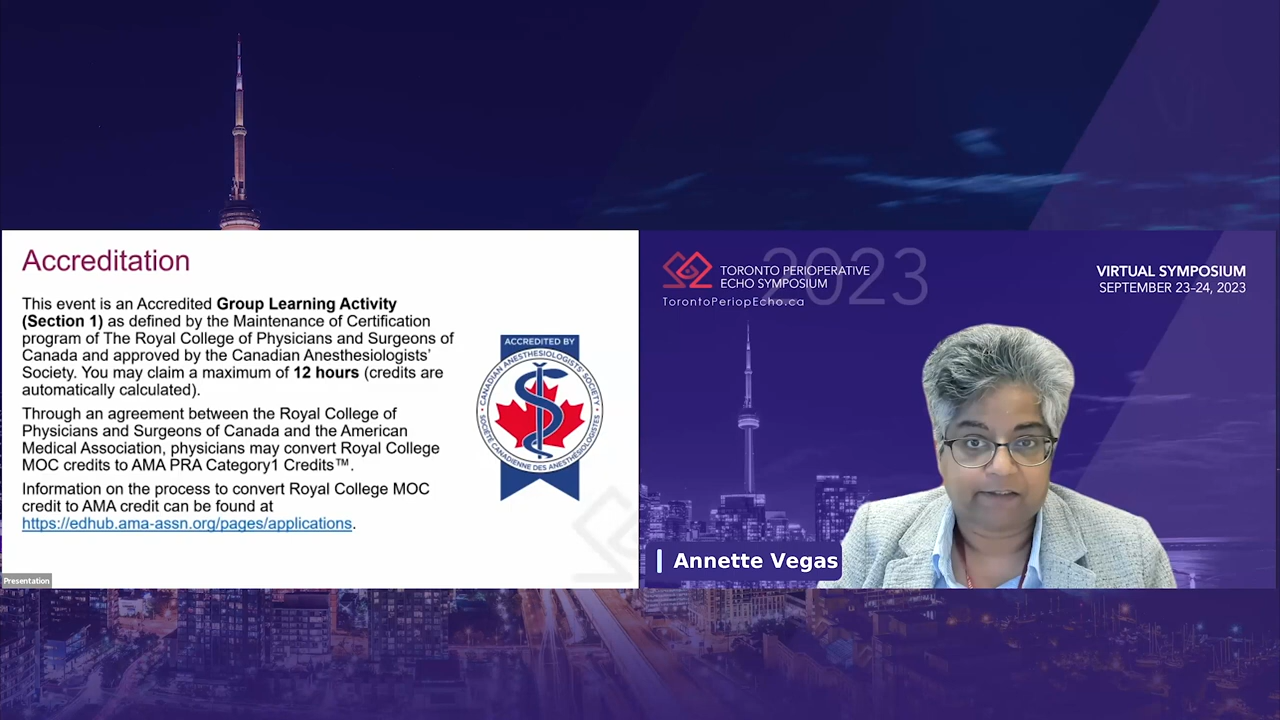 Accreditation
This event is an Accredited Group Learning Activity
(Section 1) as defined by the Maintenance of Certification
program of The Royal College of Physicians and Surgeons of
Canada and approved by the Canadian Anesthesiologists'
Society. You may claim a maximum of 12 hours (credits are
automatically calculated).
Through an agreement between the Royal College of
Physicians and Surgeons of Canada and the American
Medical Association, physicians may convert Royal College
MOC credits to AMA PRA Category1 Credits™.
Information on the process to convert Royal College MOC
credit to AMA credit can be found at
https://edhub.ama-assn.org/pages/applications.
ACCREDITED BY
CANADIAN ANESTHESIOLOGISTS' SOCIETY
SOCIÉTÉ CANADIENNE DES ANESTHÉSIOLOGISTES
Presentation
2023
TORONTO PERIOPERATIVE
ECHO SYMPOSIUM
TorontoPeriopEcho.ca
VIRTUAL SYMPOSIUM
SEPTEMBER 23-24, 2023
Annette Vegas